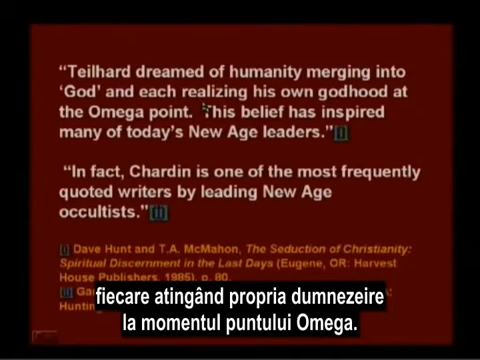 “Teilhard dreamed of humanity merging into
‘God’ and each realizing his own godhood at
the Omega point. This belief has inspired
many of today’s New Age leaders.”[i]
“In fact, Chardin is one of the most frequently
quoted writers by leading New Age
occultists.”[ii]
[i] Dave Hunt and T.A. McMahon, The Seduction of Christianity:
Spiritual Discernment in the Last Days (Eugene, OR: Harvest
House Publishers, 1985), p. 80.
[ii]
fiecare atingând propria dumnezeire
la momentul puntului Omega.